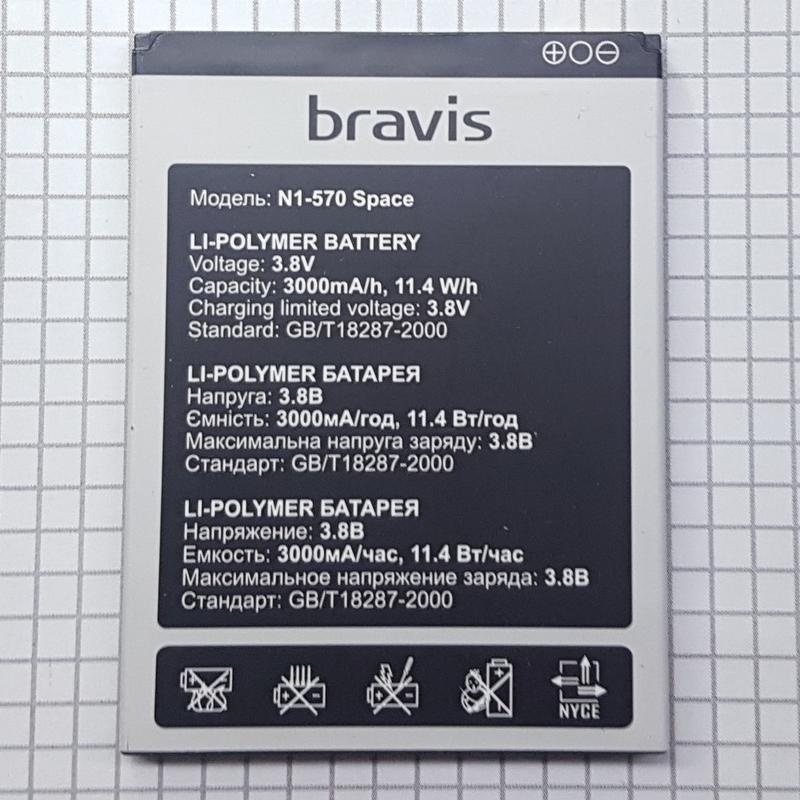 bravis
Модель: N1-570 Space
LI-POLYMER BATTERY
Voltage: 3.8V
Capacity: 3000mA/h, 11.4 W/h
Charging limited voltage: 3.8V
Standard: GB/T18287-2000
LI-POLYMER БАТАРЕЯ
Напруга: 3.8В
Ємність: 3000мА/год, 11.4 Вт/год
Максимальна напруга заряду: 3.8В
Стандарт: GB/T18287-2000
LI-POLYMER БАТАРЕЯ
Напряжение: 3.8В
Емкость: 3000мА/час, 11.4 Вт/час
Максимальное напряжение заряда: 3.8В
Стандарт: GB/T18287-2000
NYCE